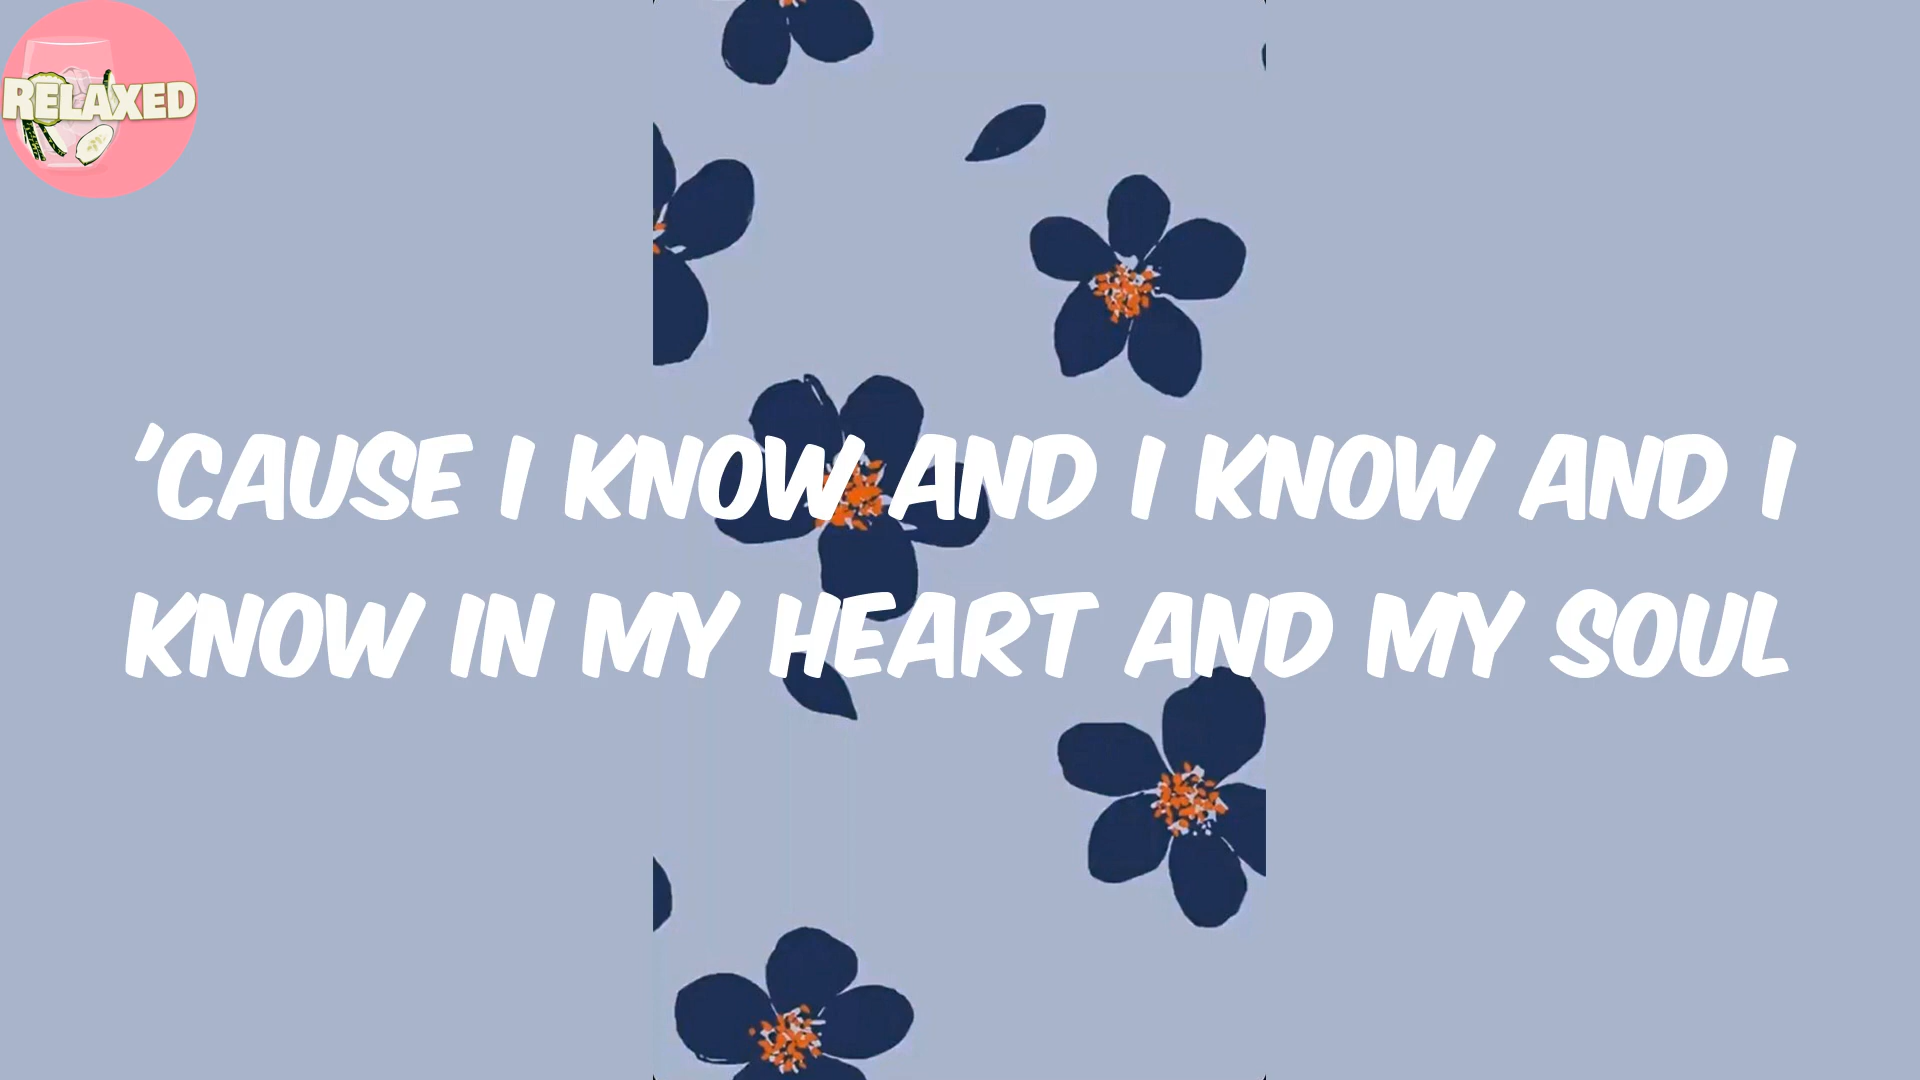 RELAXED
'CAUSE I KNOW AND I KNOW AND I
KNOW IN MY HEART AND MY SOUL